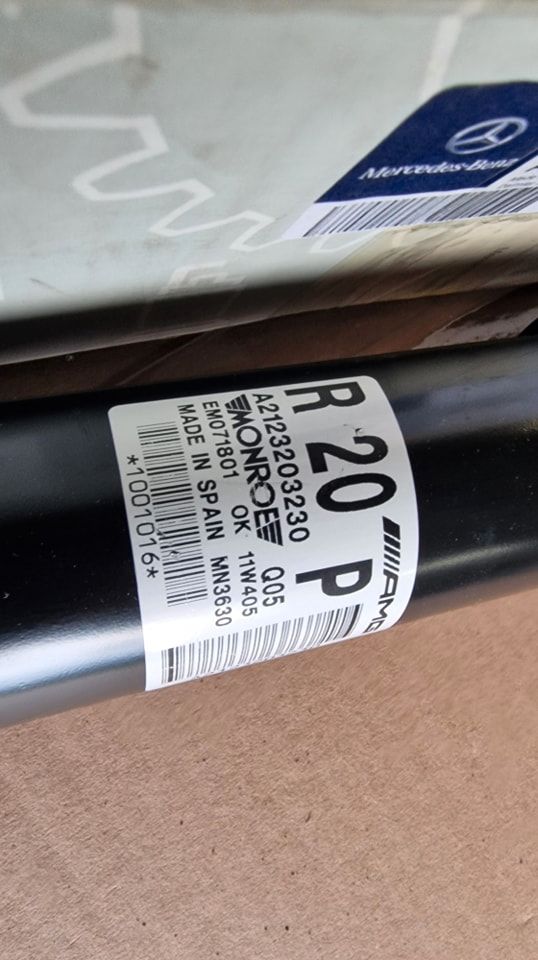 Mercedes-Benz
R 20 P
AMG
A2123203230 Q05
MONROE 11W405
EM071801 OK
MADE IN SPAIN MN3630
*1001016*